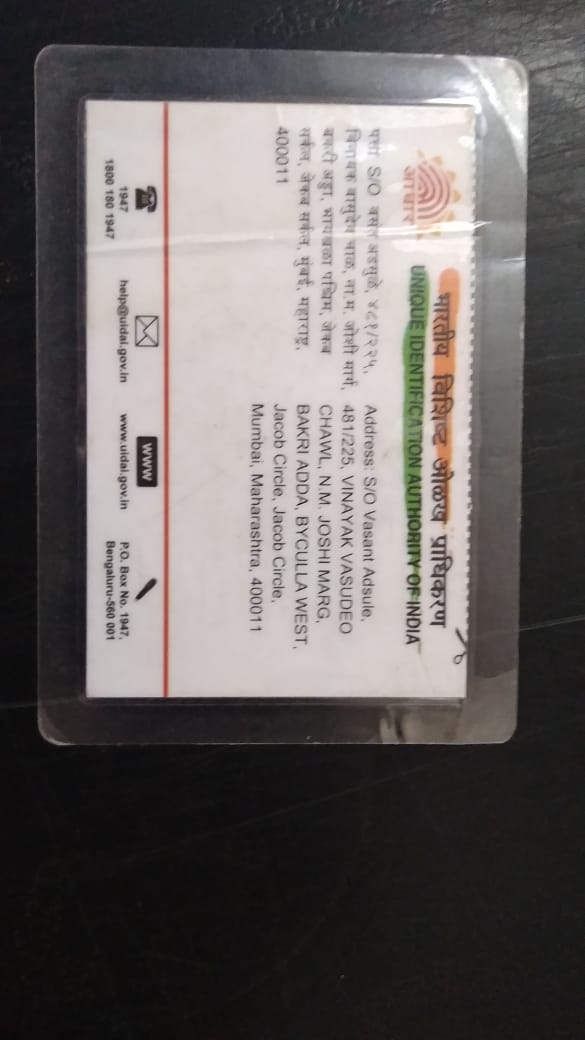 भारतीय विशिष्ट ओळख प्राधिकरण
UNIQUE IDENTIFICATION AUTHORITY OF INDIA
आधार
पत्ता S/O वसंत अडसुळे, ४८१/२२५,
विनायक वासुदेव चाळ, ना.म. जोशी मार्ग,
बकरी अड्डा, भायखळा पश्चिम, जेकब
सर्कल, जेकब सर्कल, मुंबई, महाराष्ट्र,
400011
Address: S/O Vasant Adsule,
481/225, VINAYAK VASUDEO
CHAWL, N.M. JOSHI MARG,
BAKRI ADDA, BYCULLA WEST,
Jacob Circle, Jacob Circle,
Mumbai, Maharashtra, 400011
1947
1800 180 1947
help@uidai.gov.in
www
www.uidai.gov.in
P.O. Box No. 1947,
Bengaluru-560 001